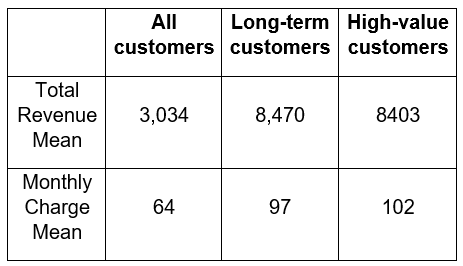 All Long-term High-value
customers customers customers
Total
Revenue 3,034 8,470 8403
Mean
Monthly
Charge 64 97 102
Mean